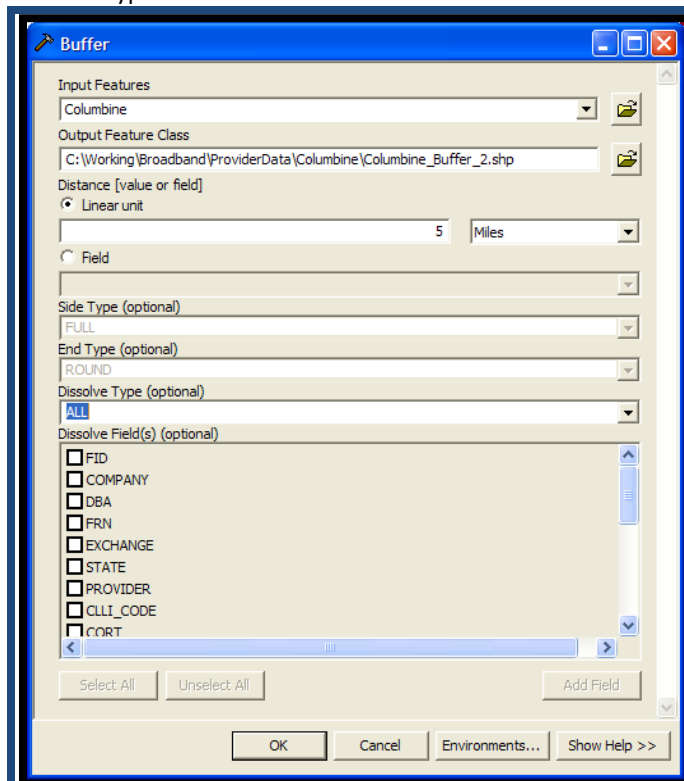 Buffer
Input Features
Columbine
Output Feature Class
C:\Working\Broadband\ProviderData\Columbine\Columbine_Buffer_2.shp
Distance [value or field]
Linear unit
5 Miles
Field
Side Type (optional)
FULL
End Type (optional)
ROUND
Dissolve Type (optional)
ALL
Dissolve Field(s) (optional)
FID
COMPANY
DBA
FRN
EXCHANGE
STATE
PROVIDER
CLLI_CODE
CORT
Select All Unselect All Add Field
OK Cancel Environments... Show Help >>